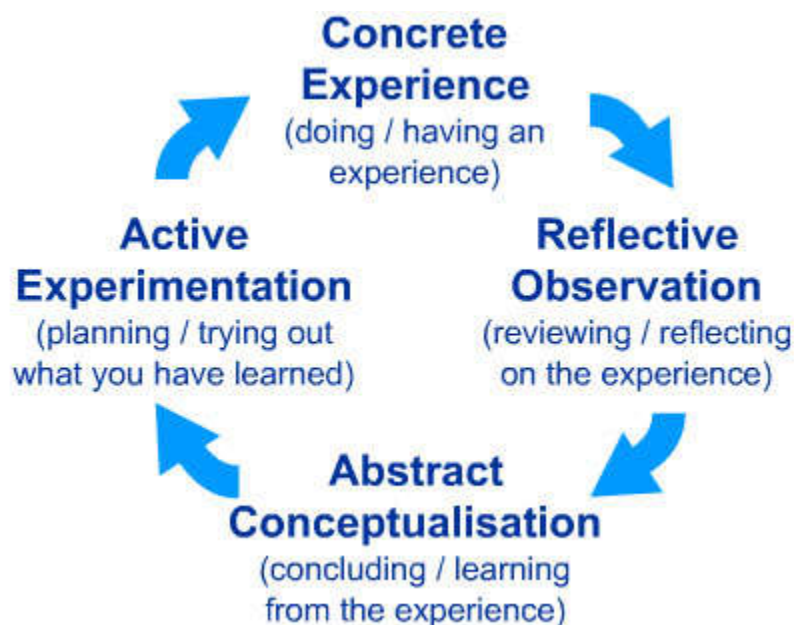 Concrete
Experience
(doing / having an
experience)
Reflective
Observation
(reviewing / reflecting
on the experience)
Abstract
Conceptualisation
(concluding / learning
from the experience)
Active
Experimentation
(planning / trying out
what you have learned)